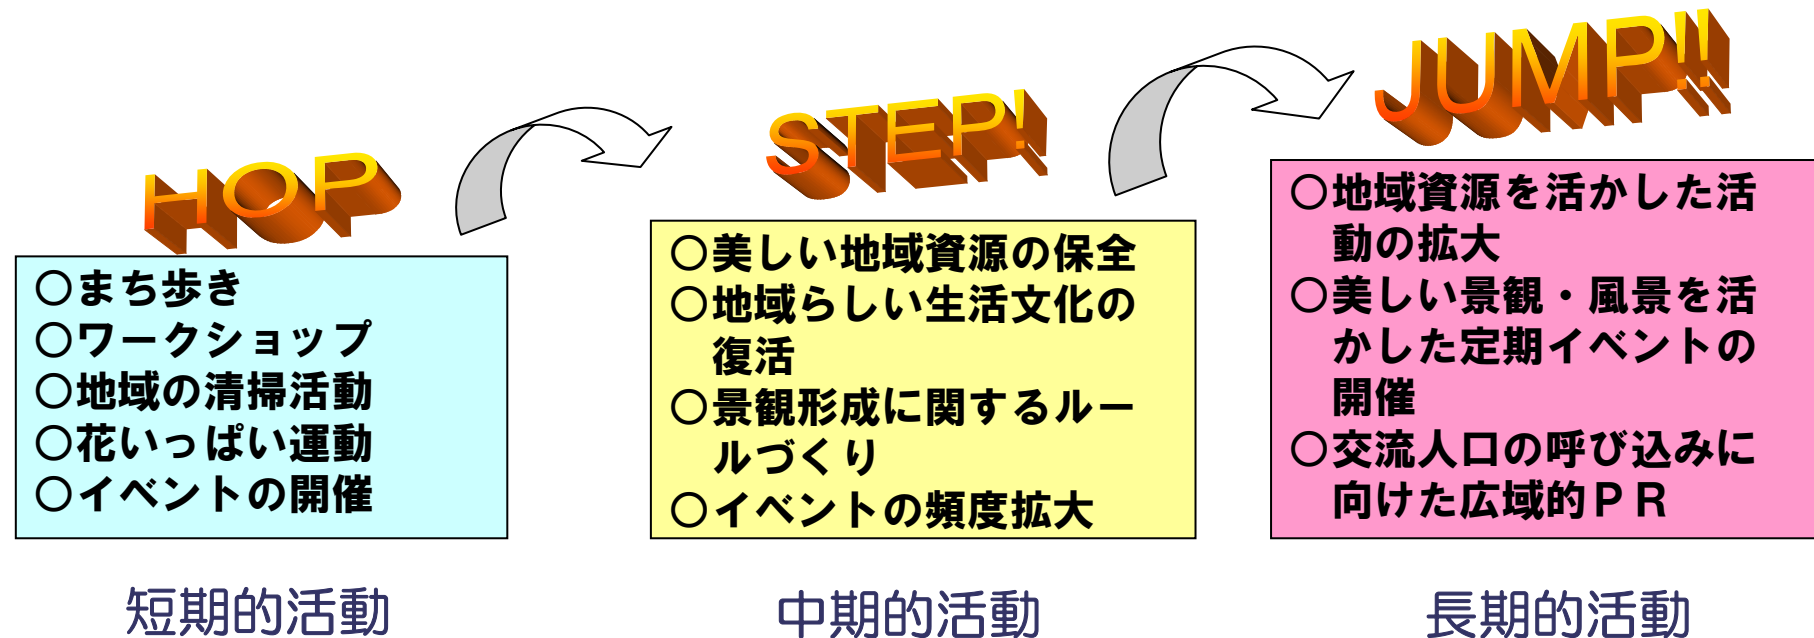 HOP
○まち歩き
○ワークショップ
○地域の清掃活動
○花いっぱい運動
○イベントの開催
短期的活動
STEP!
○美しい地域資源の保全
○地域らしい生活文化の
復活
○景観形成に関するルー
ルづくり
○イベントの頻度拡大
中期的活動
JUMP!!
○地域資源を活かした活
動の拡大
○美しい景観・風景を活
かした定期イベントの
開催
○交流人口の呼び込みに
向けた広域的ＰＲ
長期的活動